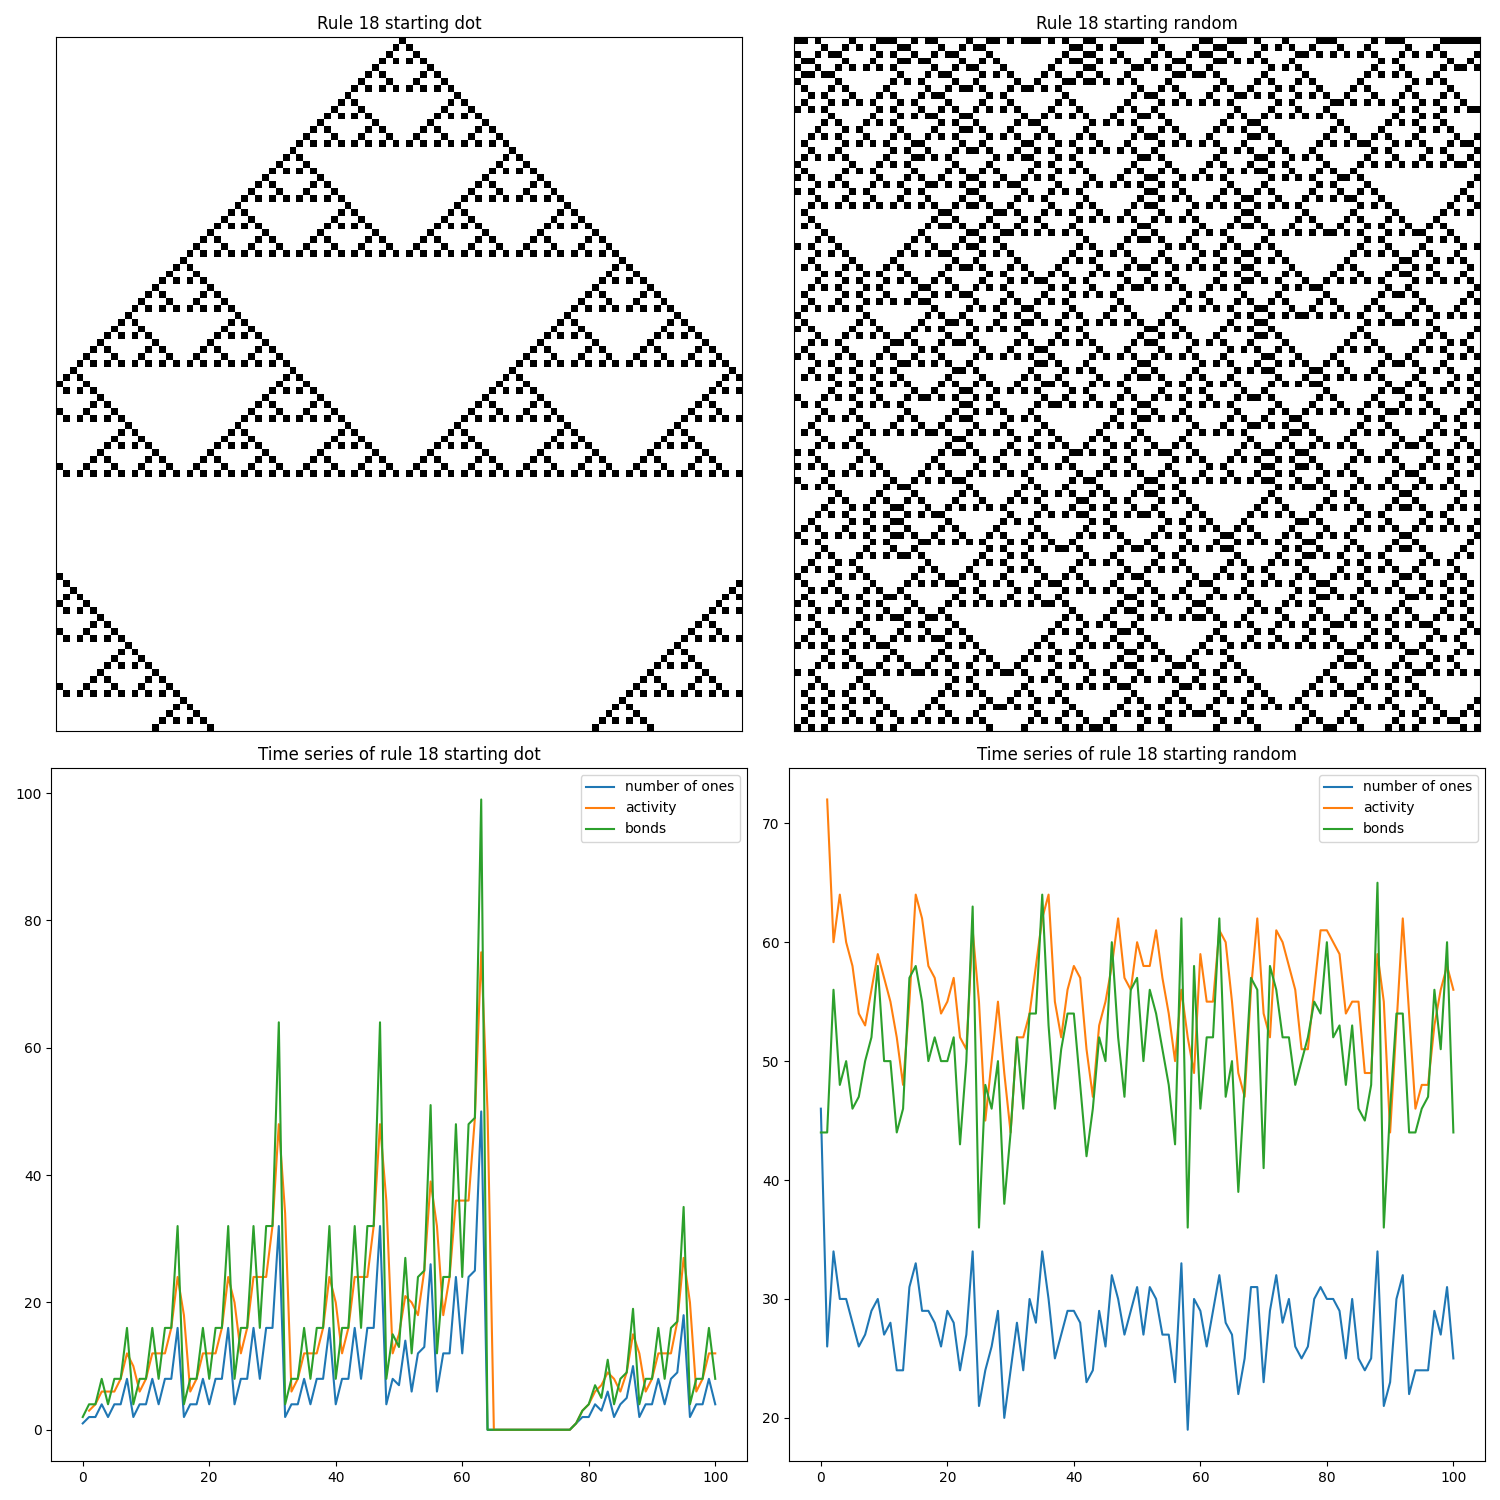 Rule 18 starting dot
Rule 18 starting random
Time series of rule 18 starting dot
number of ones
activity
bonds
100
80
60
40
20
0
0 20 40 60 80 100
Time series of rule 18 starting random
number of ones
activity
bonds
70
60
50
40
30
20
0 20 40 60 80 100